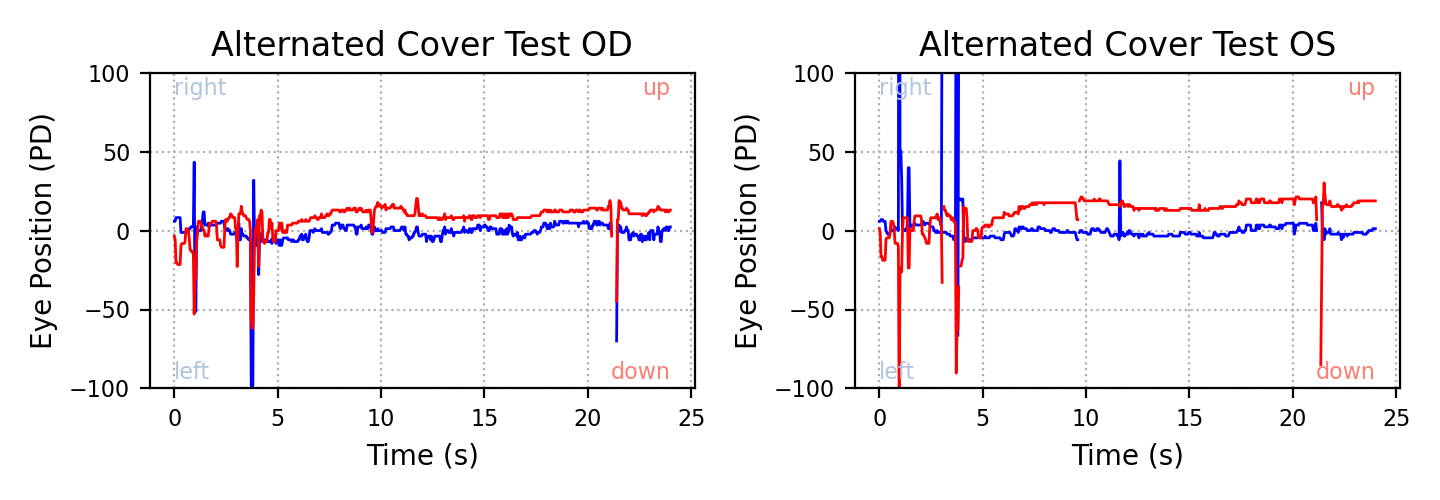 Alternated Cover Test OD
Eye Position (PD)
100
50
0
−50
−100
right
up
left
down
0 5 10 15 20 25
Time (s)
Alternated Cover Test OS
Eye Position (PD)
100
50
0
−50
−100
right
up
left
down
0 5 10 15 20 25
Time (s)